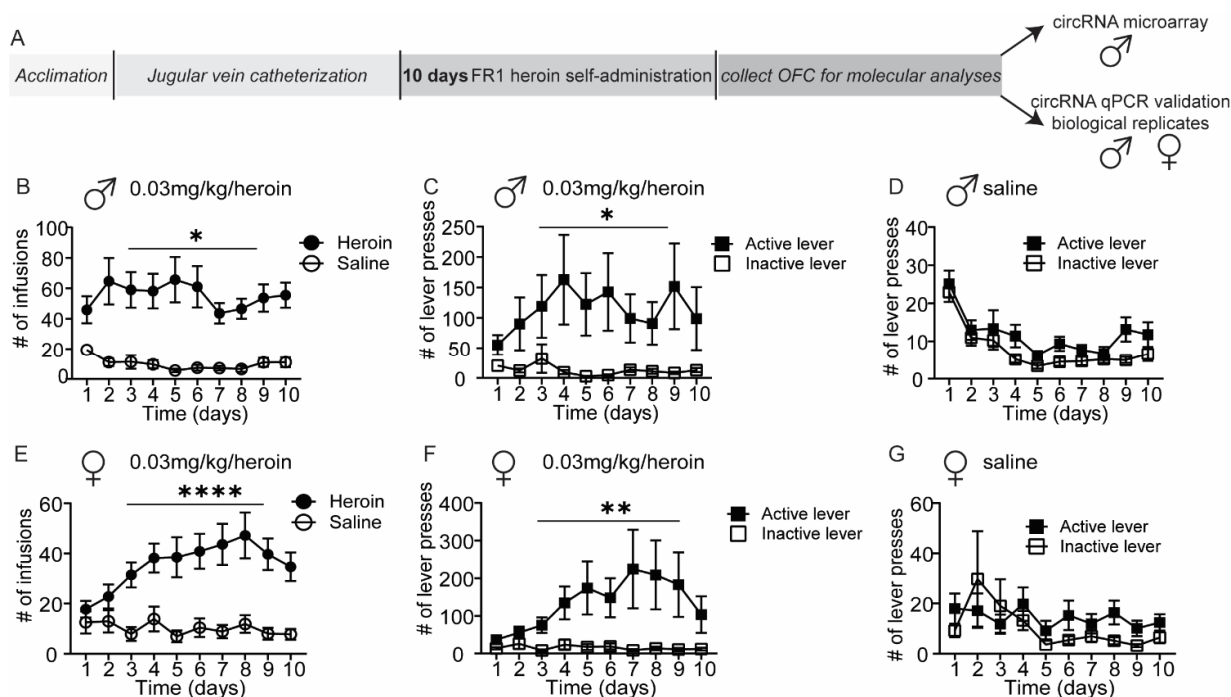 A
circRNA microarray
♂
Acclimation
Jugular vein catheterization
10 days FR1 heroin self-administration
collect OFC for molecular analyses
circRNA qPCR validation
biological replicates
♂ ♀
B
♂ 0.03mg/kg/heroin
# of infusions
100
80
60
40
20
0
*
Heroin
Saline
1 2 3 4 5 6 7 8 9 10
Time (days)
C
♂ 0.03mg/kg/heroin
# of lever presses
250
200
150
100
50
0
*
Active lever
Inactive lever
1 2 3 4 5 6 7 8 9 10
Time (days)
D
♂ saline
# of lever presses
40
30
20
10
0
Active lever
Inactive lever
1 2 3 4 5 6 7 8 9 10
Time (days)
E
♀ 0.03mg/kg/heroin
# of infusions
60
40
20
0
****
Heroin
Saline
1 2 3 4 5 6 7 8 9 10
Time (days)
F
♀ 0.03mg/kg/heroin
# of lever presses
400
300
200
100
0
**
Active lever
Inactive lever
1 2 3 4 5 6 7 8 9 10
Time (days)
G
♀ saline
# of lever presses
60
40
20
0
Active lever
Inactive lever
1 2 3 4 5 6 7 8 9 10
Time (days)